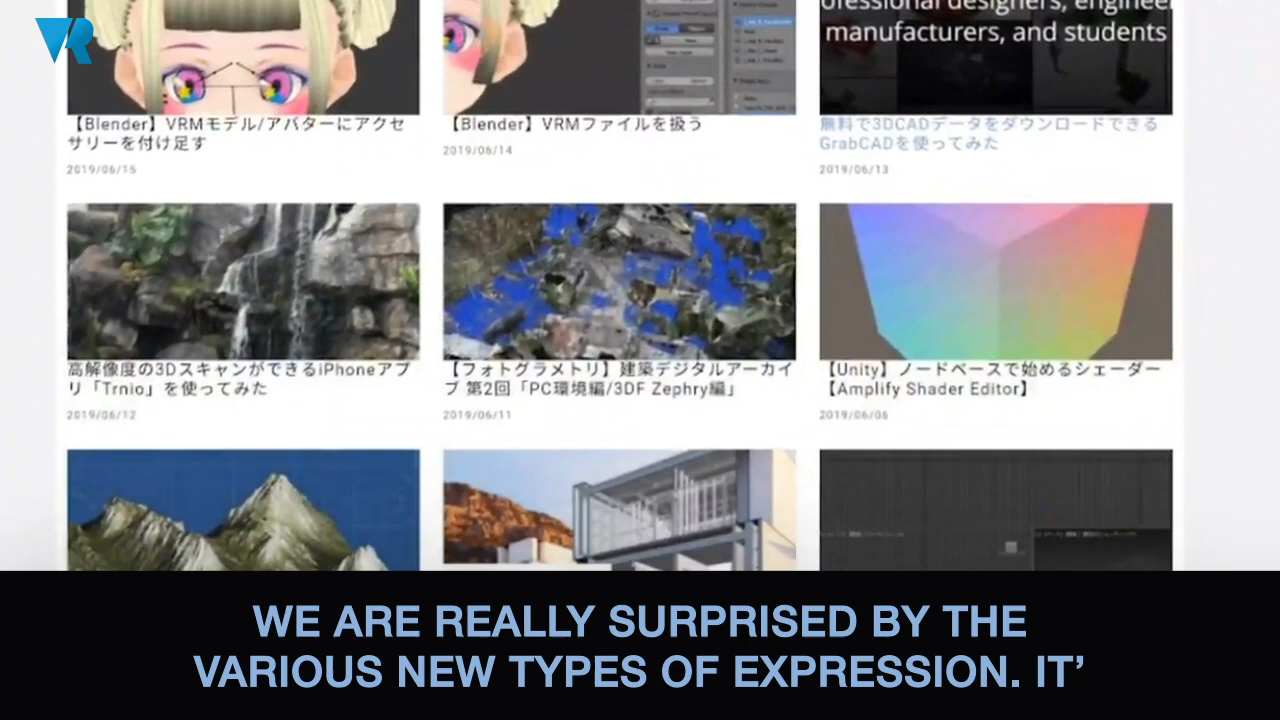 VR
ofessional designers, engineer
manufacturers, and students
【Blender】VRMモデル/アバターにアクセ
サリーを付け足す
2019/06/15
【Blender】VRMファイルを扱う
2019/06/14
無料で3DCADデータをダウンロードできる
GrabCADを使ってみた
2019/06/13
高解像度の3DスキャンができるiPhoneアプ
リ「Trnio」を使ってみた
2019/06/12
【フォトグラメトリ】建築デジタルアーカイ
ブ 第2回「PC環境編/3DF Zephry編」
2019/06/11
【Unity】ノードベースで始めるシェーダー
【Amplify Shader Editor】
2019/06/06
WE ARE REALLY SURPRISED BY THE
VARIOUS NEW TYPES OF EXPRESSION. IT’